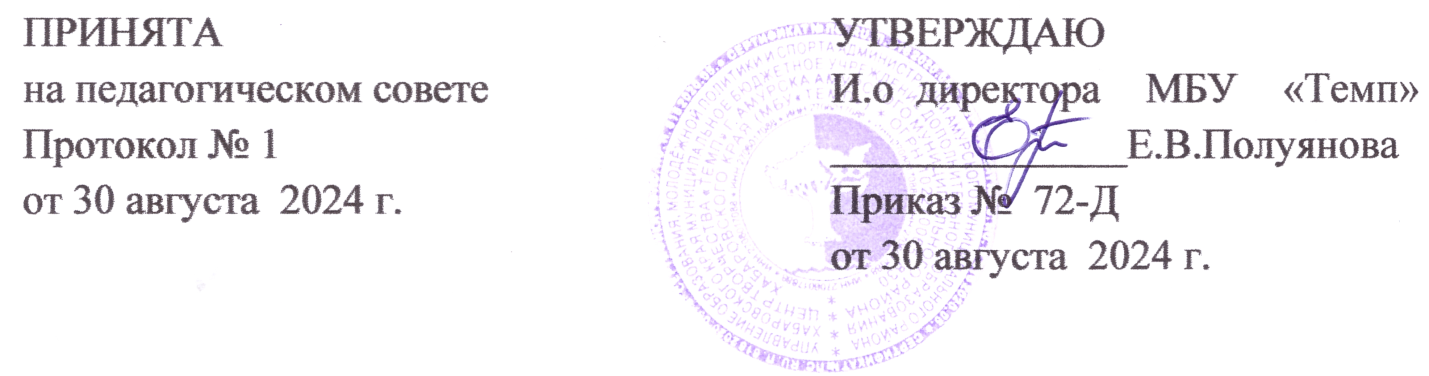 ПРИНЯТА
на педагогическом совете
Протокол № 1
от 30 августа 2024 г.
УТВЕРЖДАЮ
И.о директора МБУ «Темп»
______________Е.В.Полуянова
Приказ № 72-Д
от 30 августа 2024 г.